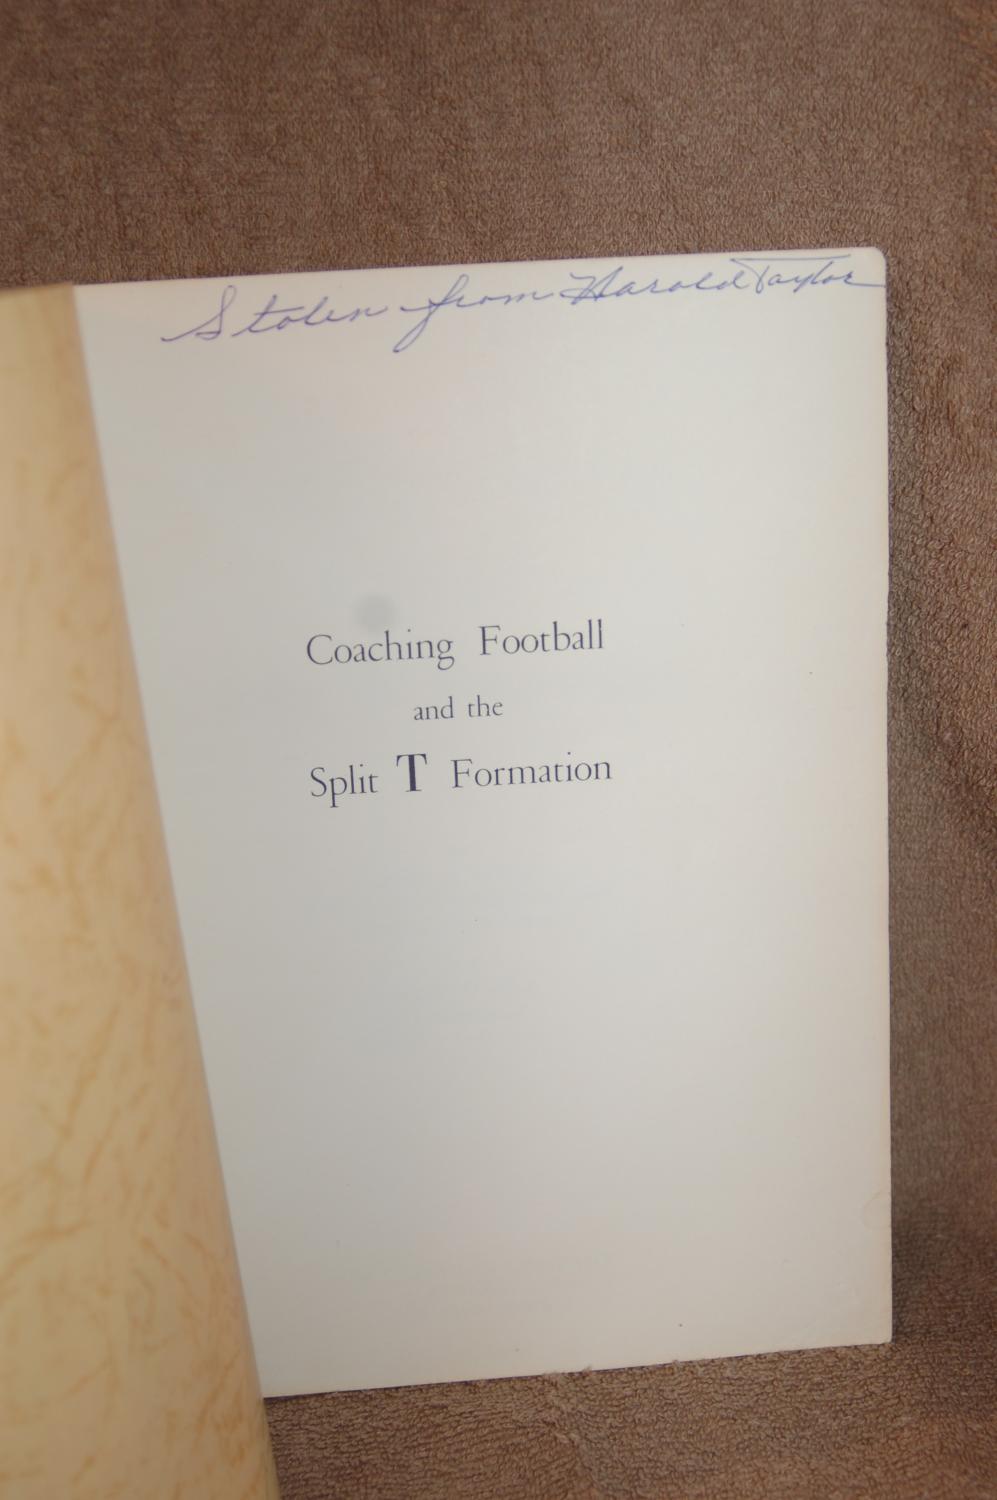 Stolen from Harold Taylor
Coaching Football
and the
Split T Formation